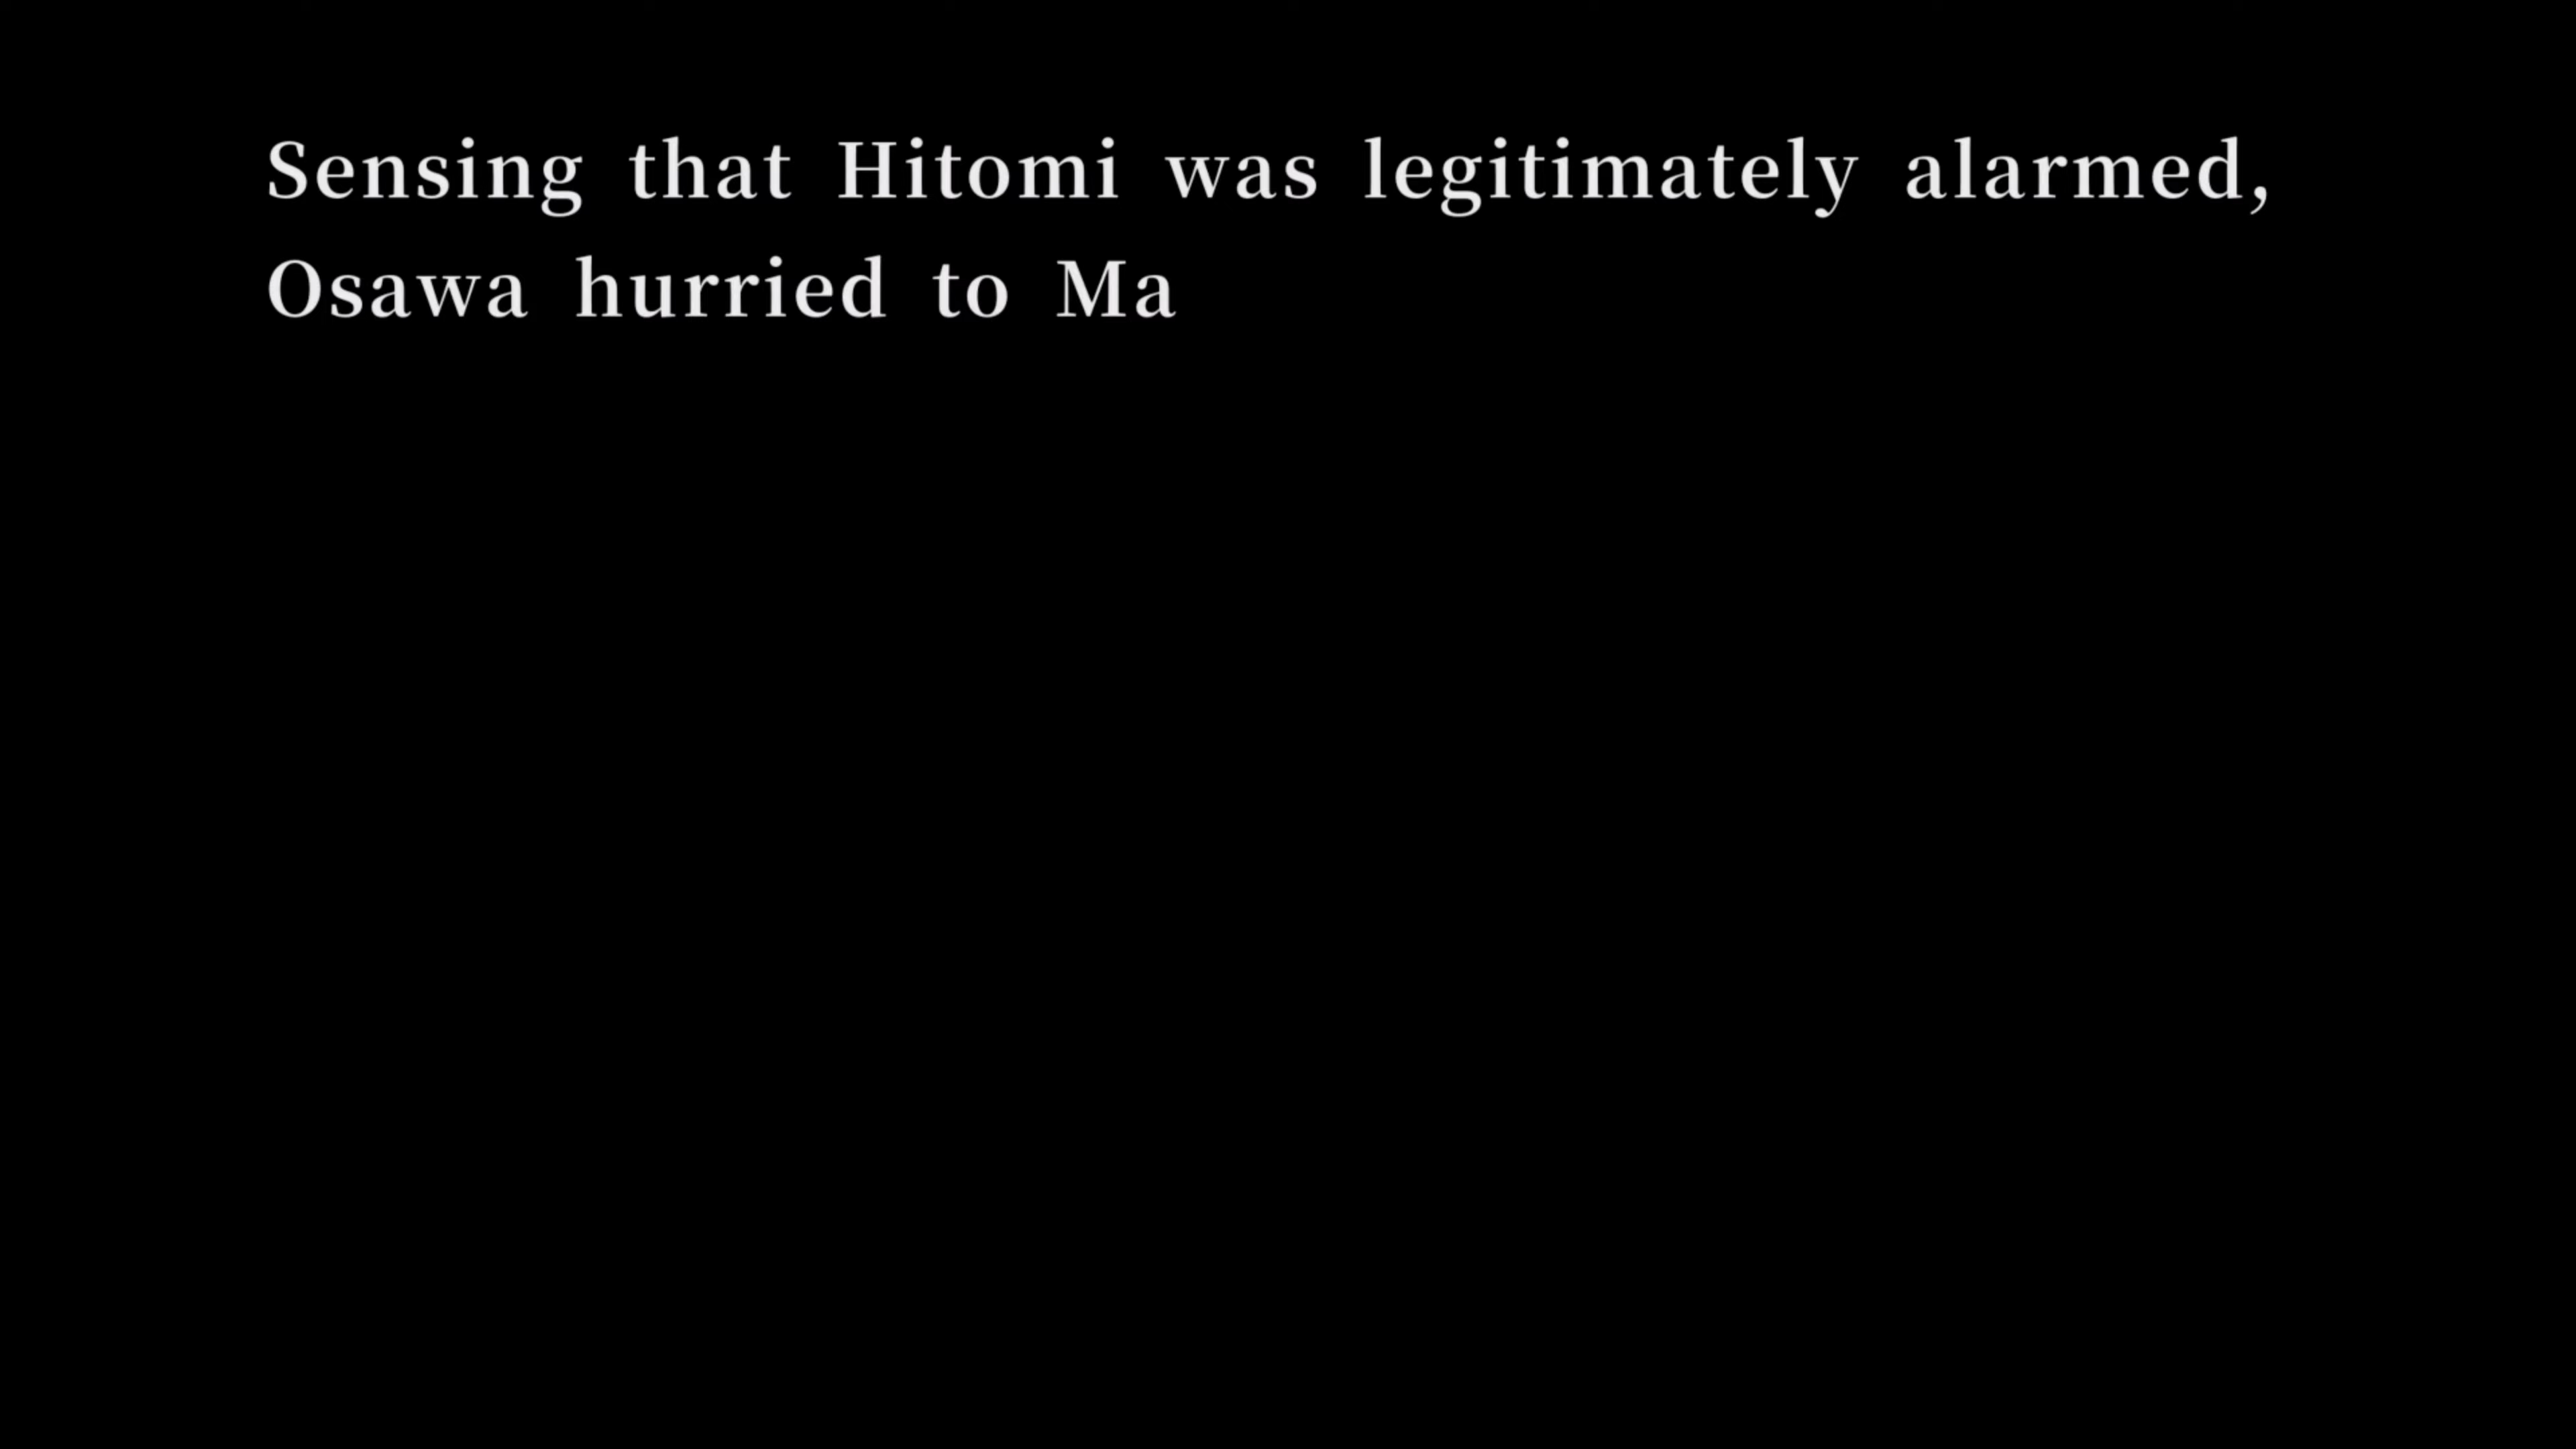 Sensing that Hitomi was legitimately alarmed,
Osawa hurried to Ma